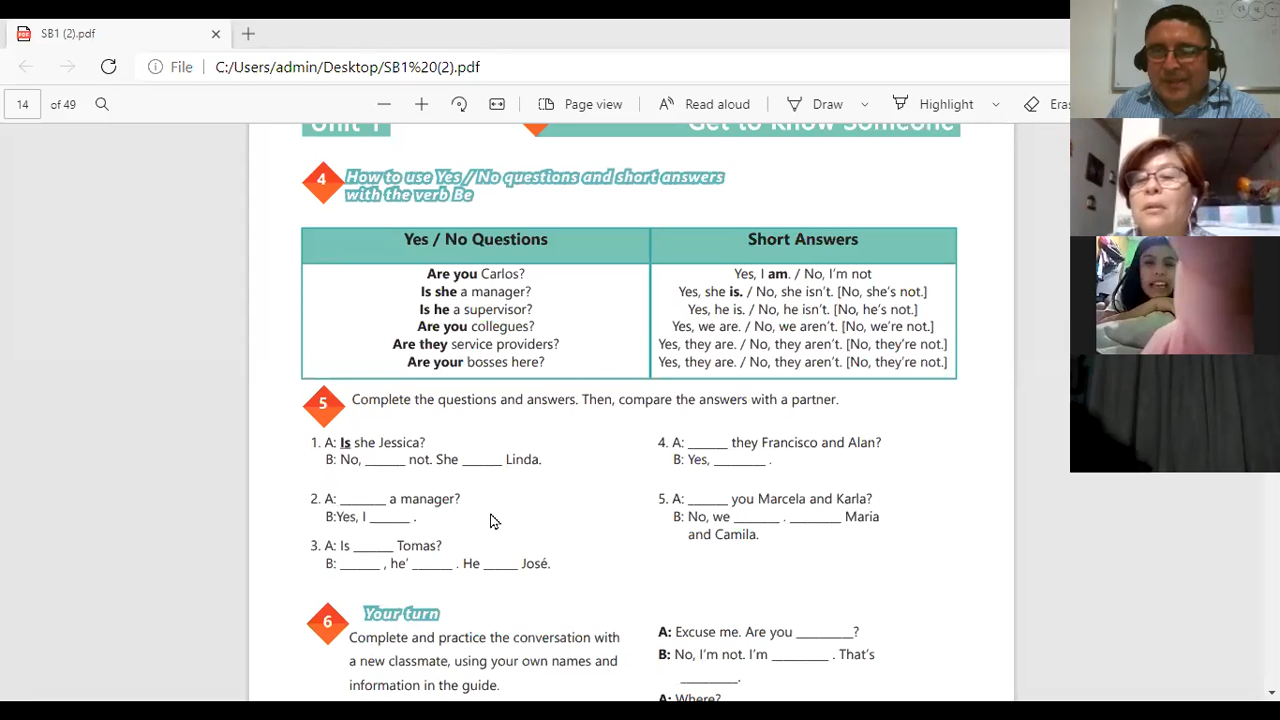 SB1 (2).pdf
File C:/Users/admin/Desktop/SB1%20(2).pdf
14 of 49 Page view Read aloud Draw Highlight Eras
Unit 1 Get to Know Someone
4 How to use Yes / No questions and short answers
with the verb Be
Yes / No Questions Short Answers
Are you Carlos? Yes, I am. / No, I'm not
Is she a manager? Yes, she is. / No, she isn't. [No, she's not.]
Is he a supervisor? Yes, he is. / No, he isn't. [No, he's not.]
Are you collegues? Yes, we are. / No, we aren't. [No, we're not.]
Are they service providers? Yes, they are. / No, they aren't. [No, they're not.]
Are your bosses here? Yes, they are. / No, they aren't. [No, they're not.]
5 Complete the questions and answers. Then, compare the answers with a partner.
1. A: Is she Jessica?
B: No, ______ not. She ______ Linda.
2. A: _______ a manager?
B:Yes, I ______ .
3. A: Is ______ Tomas?
B: ______ , he' ______ . He _____ José.
4. A: ______ they Francisco and Alan?
B: Yes, ________ .
5. A: ______ you Marcela and Karla?
B: No, we _______ . ________ Maria
and Camila.
6 Your turn
Complete and practice the conversation with
a new classmate, using your own names and
information in the guide.
A: Excuse me. Are you _________?
B: No, I'm not. I'm _________ . That's
_________.
A: Where?